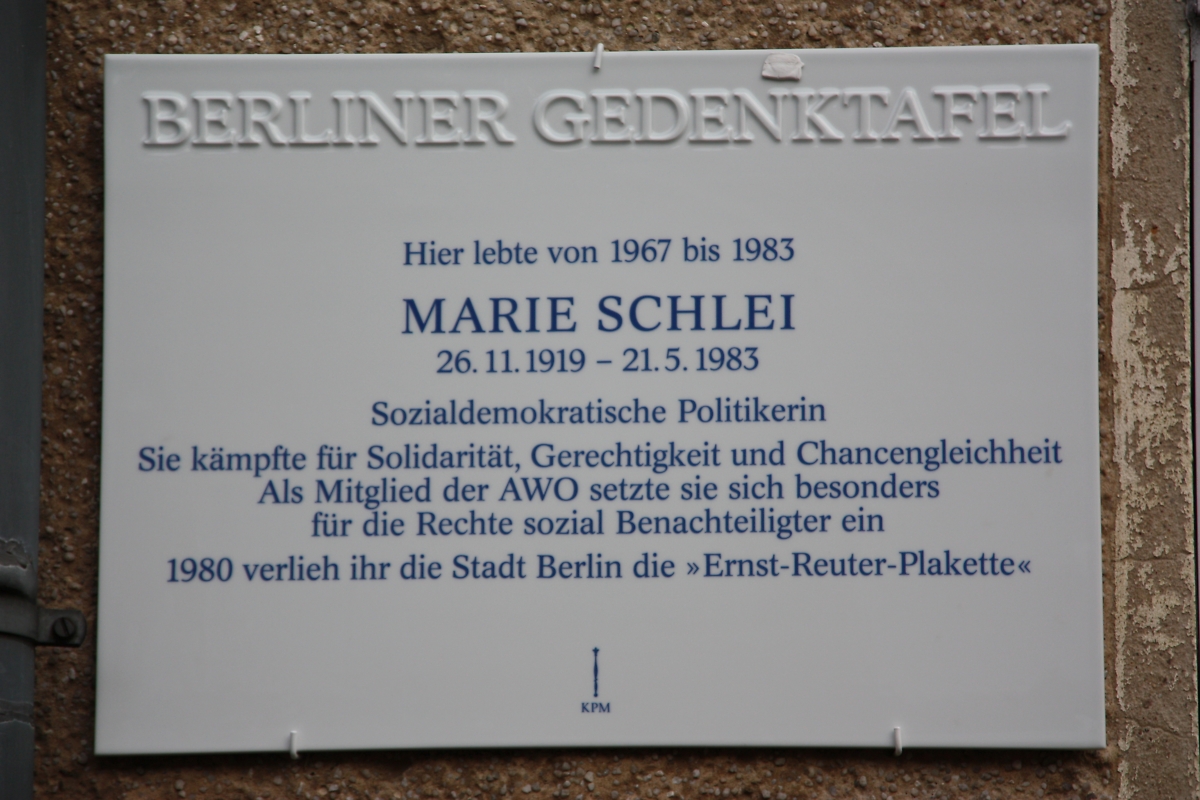 BERLINER GEDENKTAFEL
Hier lebte von 1967 bis 1983
MARIE SCHLEI
26. 11. 1919 – 21. 5. 1983
Sozialdemokratische Politikerin
Sie kämpfte für Solidarität, Gerechtigkeit und Chancengleichheit
Als Mitglied der AWO setzte sie sich besonders
für die Rechte sozial Benachteiligter ein
1980 verlieh ihr die Stadt Berlin die »Ernst-Reuter-Plakette«
KPM